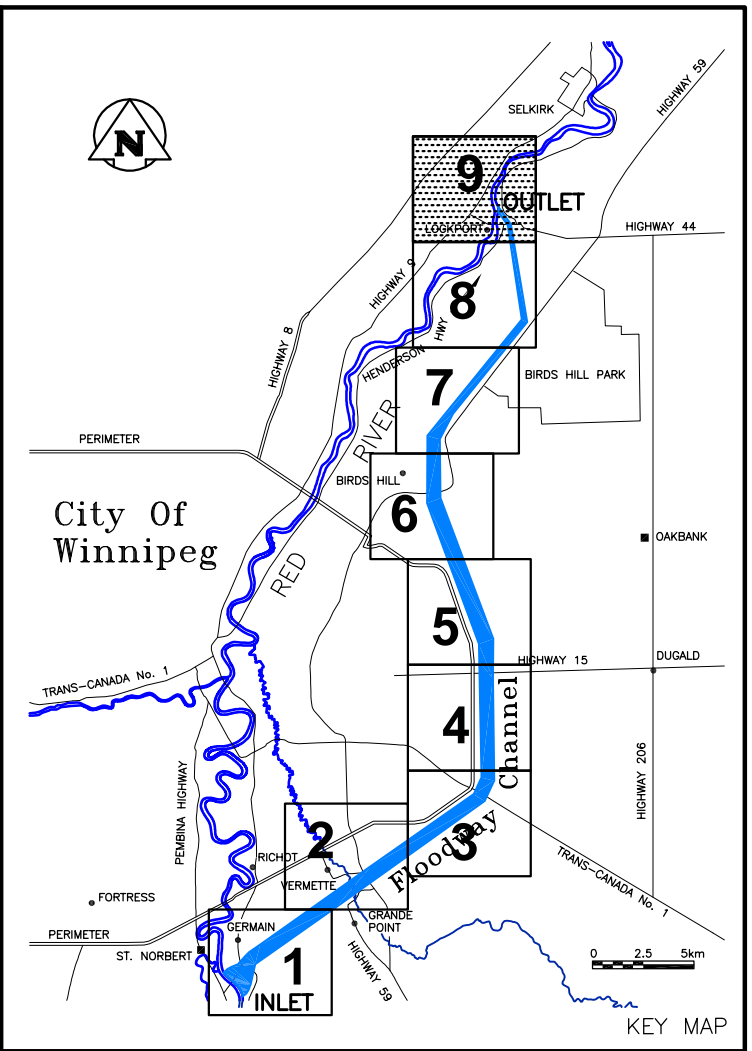 SELKIRK
HIGHWAY 59
N
9
OUTLET
LOCKPORT
HIGHWAY 44
HIGHWAY 9
8
HWY
HENDERSON
HIGHWAY 8
7
BIRDS HILL PARK
RIVER
PERIMETER
BIRDS HILL
6
City Of
Winnipeg
OAKBANK
RED
5
HIGHWAY 15
DUGALD
TRANS-CANADA No. 1
4
Channel
HIGHWAY 206
PEMBINA HIGHWAY
2
3
Floodway
RICHOT
VERMETTE
TRANS-CANADA No. 1
FORTRESS
GRANDE
POINT
GERMAIN
PERIMETER
ST. NORBERT
1
HIGHWAY 59
INLET
0 2.5 5km
KEY MAP